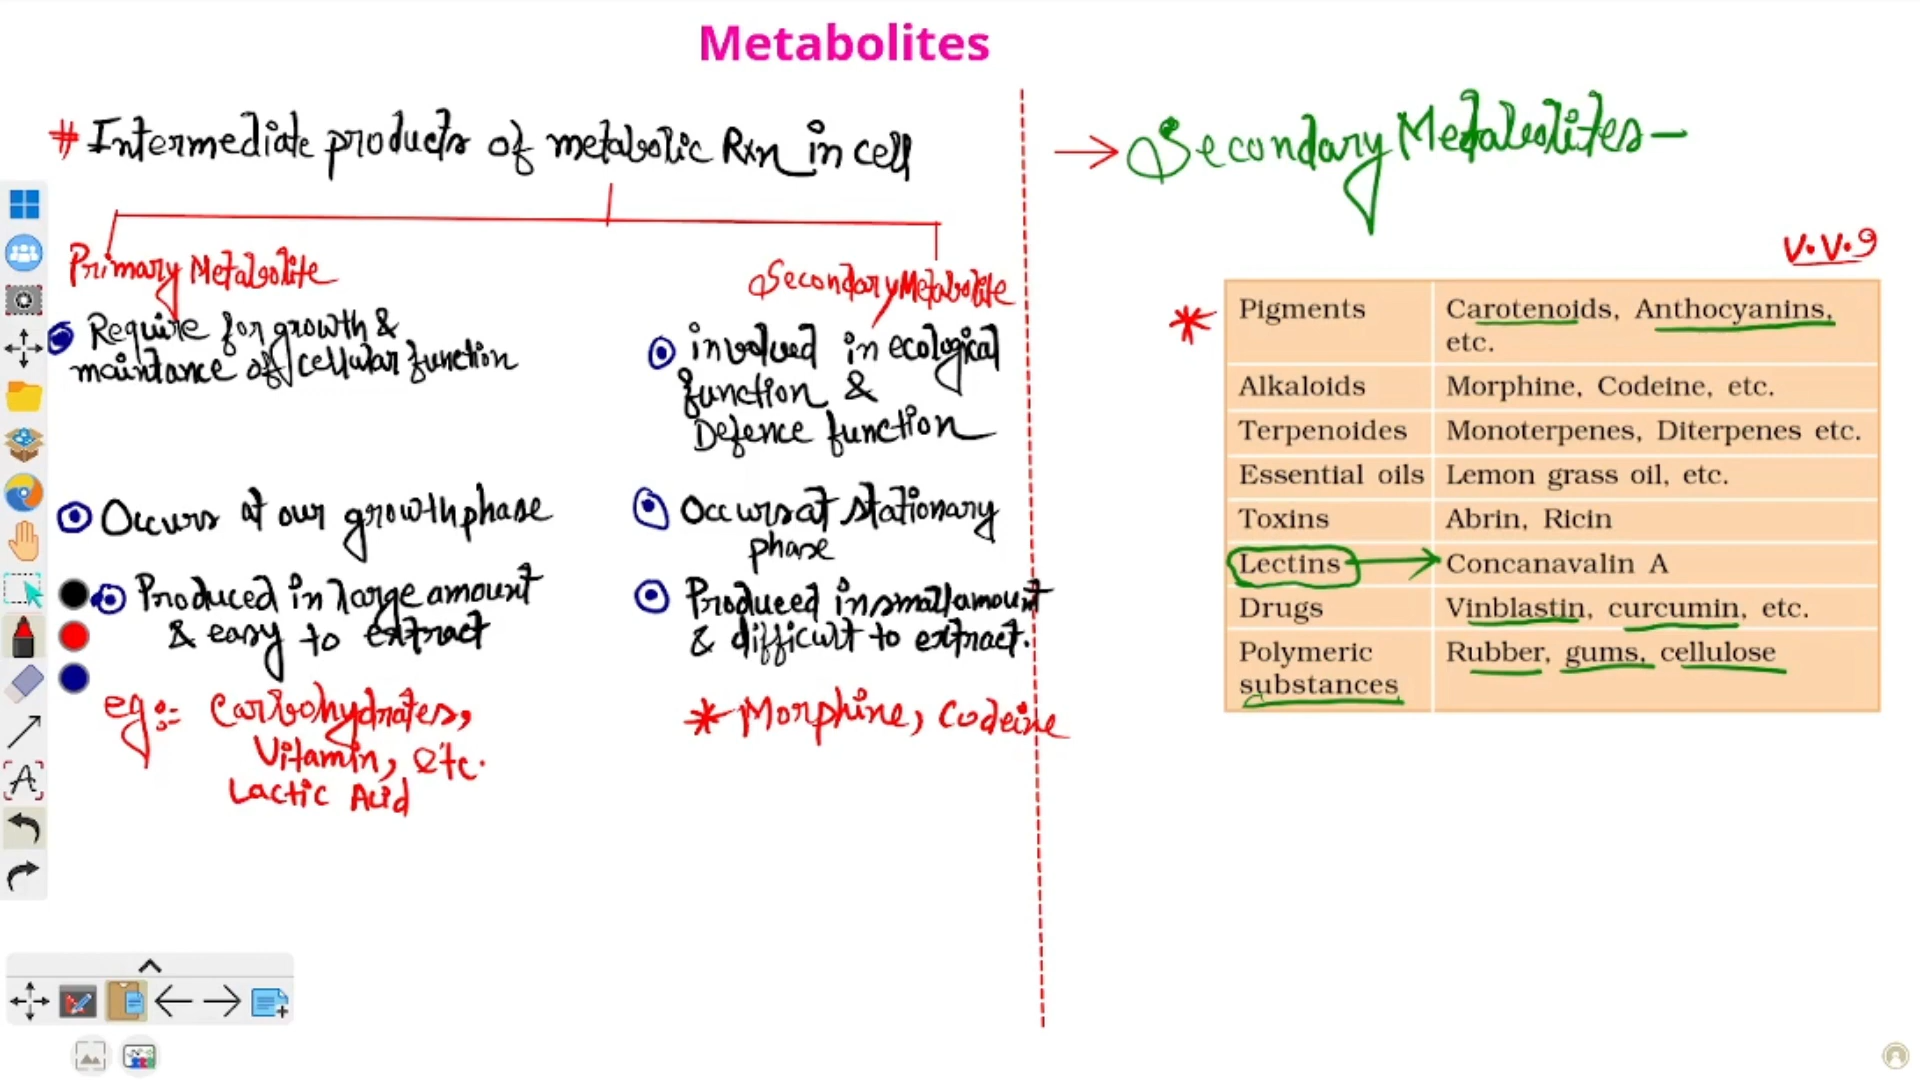 Metabolites
# Intermediate products of metabolic Rxn in cell
Primary Metabolite
Require for growth &
maintance of cellular function
Occurs at our growth phase
Produced in large amount
& easy to extract
eg:= Carbohydrates,
Vitamin, etc.
Lactic Acid
Secondary Metabolite
involved in ecological
function &
Defence function
Occurs at stationary
phase
Produced in small amount
& difficult to extract.
* Morphine, Codeine
→ Secondary Metabolites -
V.V.9
* Pigments Carotenoids, Anthocyanins,
etc.
Alkaloids Morphine, Codeine, etc.
Terpenoides Monoterpenes, Diterpenes etc.
Essential oils Lemon grass oil, etc.
Toxins Abrin, Ricin
Lectins → Concanavalin A
Drugs Vinblastin, curcumin, etc.
Polymeric Rubber, gums, cellulose
substances